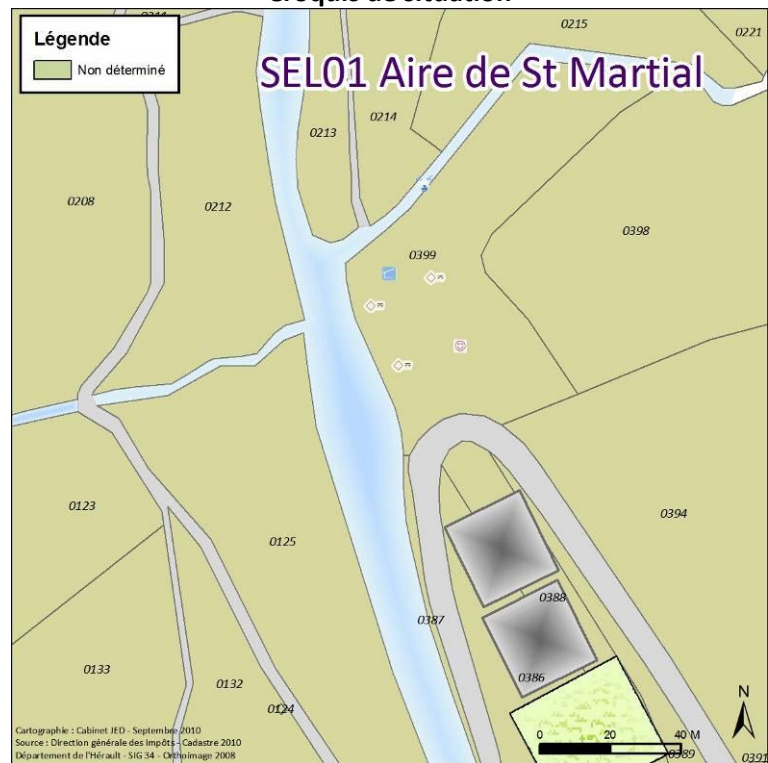 Légende
Non déterminé
SEL01 Aire de St Martial
0215
0221
0214
0213
0208
0212
0399
0398
0123
0125
0394
0388
0387
0386
0133
0132
0124
0389
0391
N
0 20 40 M
Cartographie : Cabinet JED - Septembre 2010
Source : Direction générale des Impôts - Cadastre 2010
Département de l'Hérault - SIG 34 - Orthoimage 2008